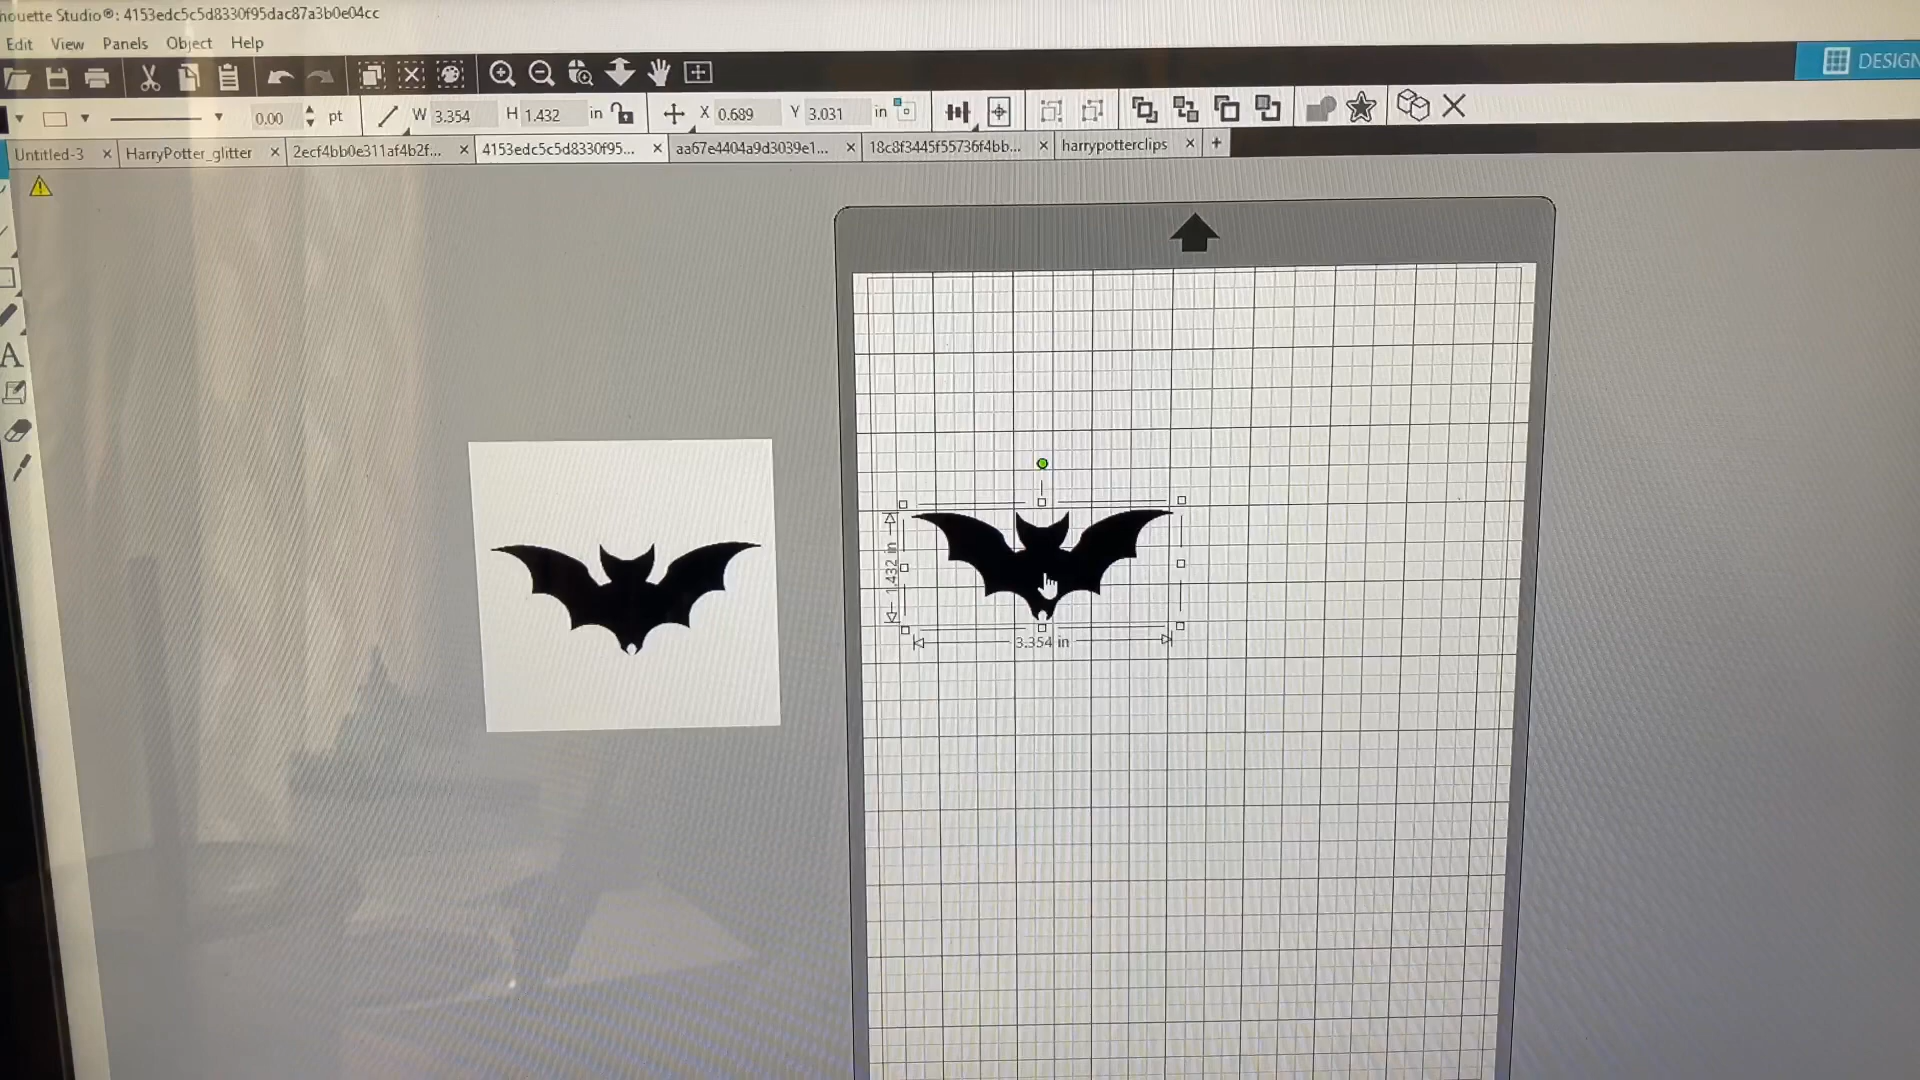 houette Studio®: 4153edc5c5d8330f95dac87a3b0e04cc
Edit View Panels Object Help
DESIGN
0.00 pt W 3.354 H 1.432 in X 0.689 Y 3.031 in
Untitled-3 × HarryPotter_glitter × 2ecf4bb0e311af4b2f... × 4153edc5c5d8330f95... × aa67e4404a9d3039e1... × 18c8f3445f55736f4bb... × harrypotterclips × +
A
1.432 in
3.354 in